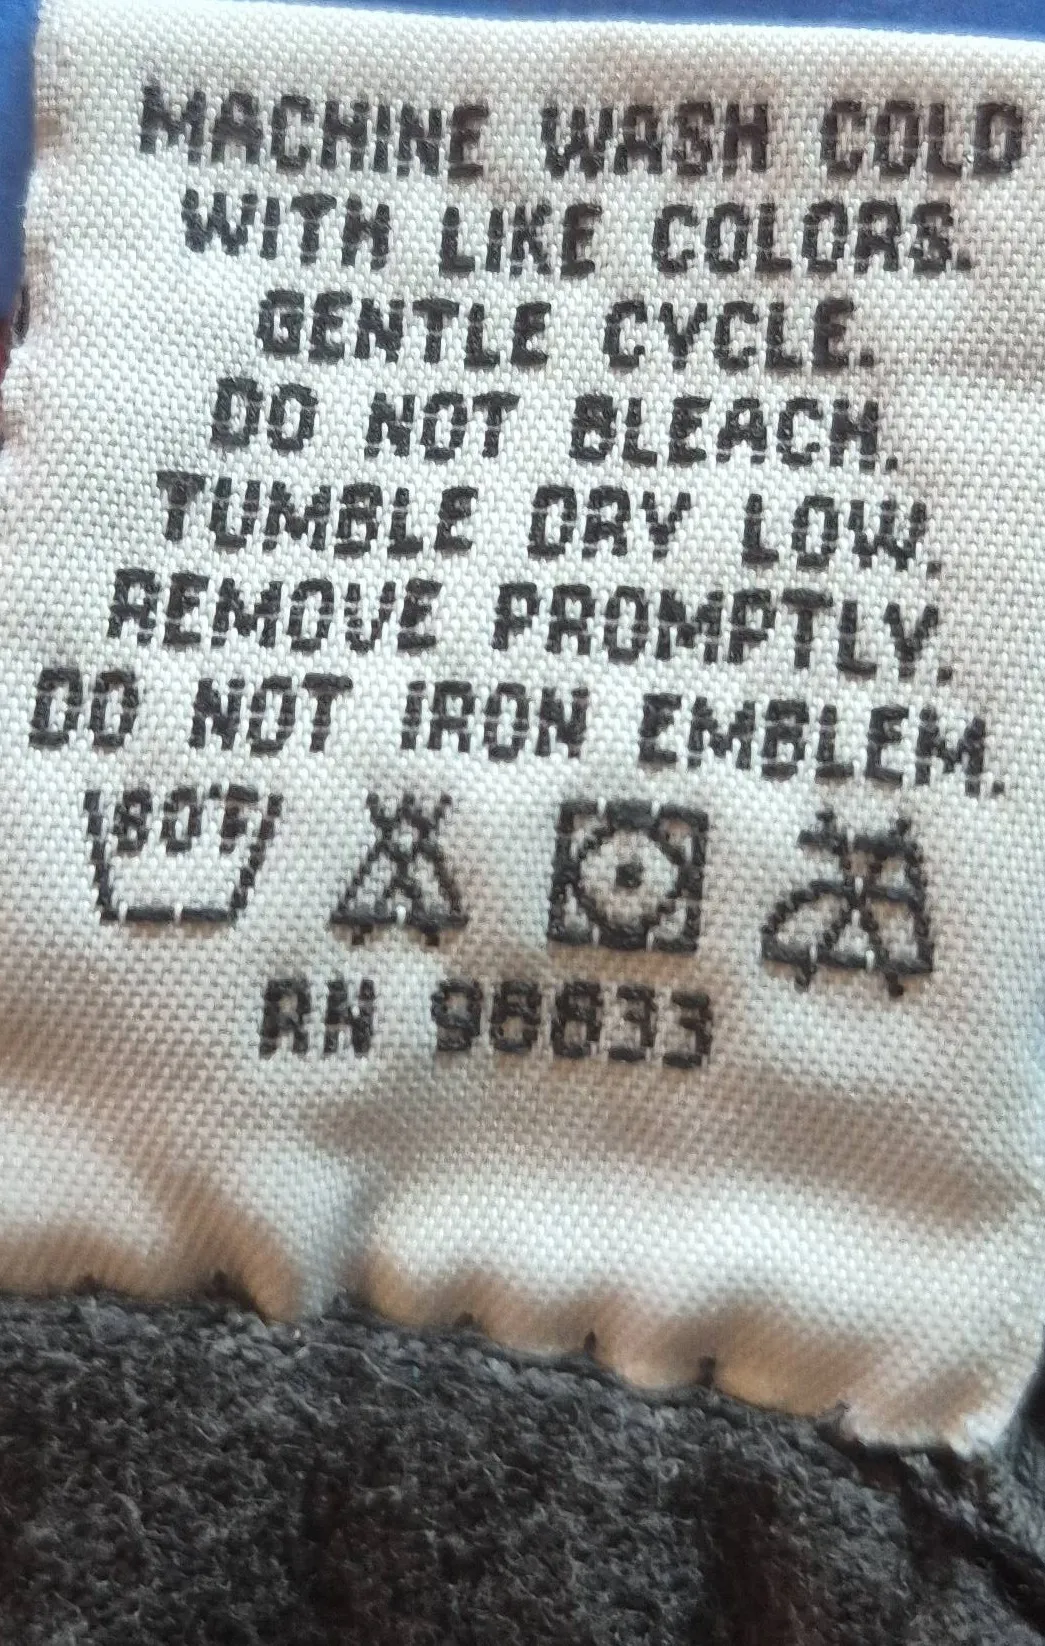 MACHINE WASH COLD
WITH LIKE COLORS.
GENTLE CYCLE.
DO NOT BLEACH.
TUMBLE DRY LOW.
REMOVE PROMPTLY.
DO NOT IRON EMBLEM.
80°F
RN 98833